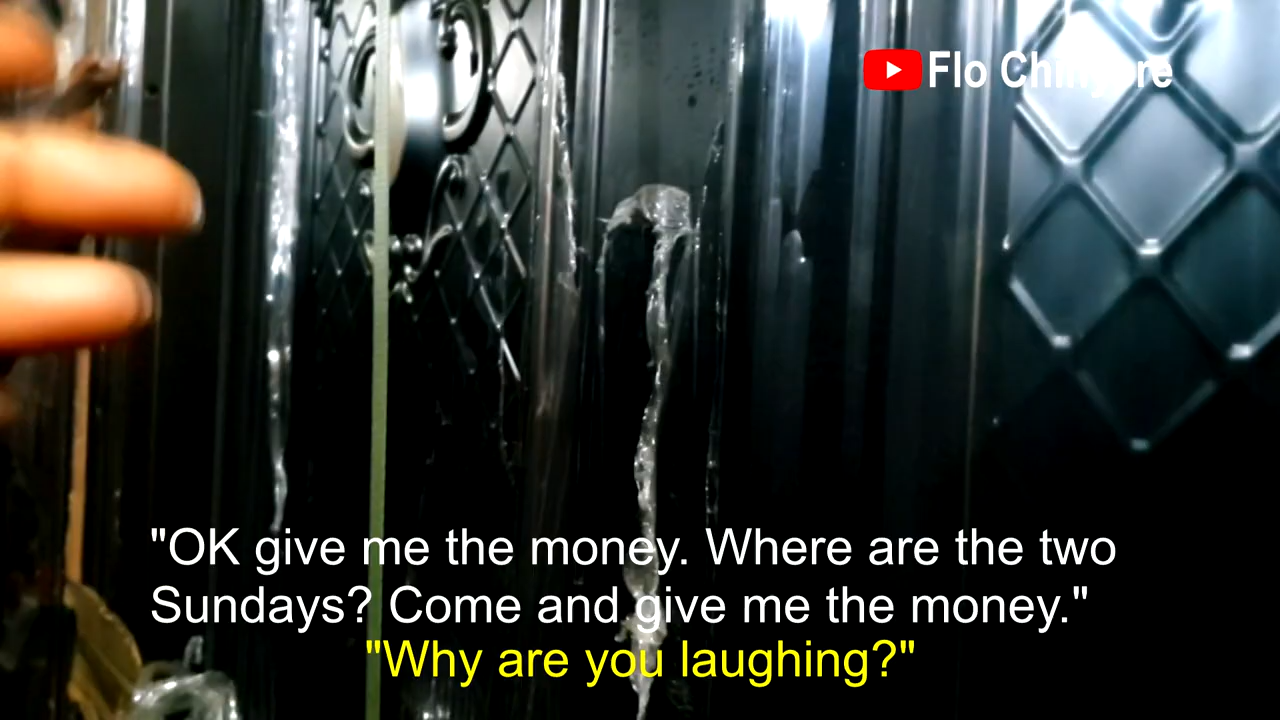 Flo
"OK give me the money. Where are the two
Sundays? Come and give me the money."
"Why are you laughing?"